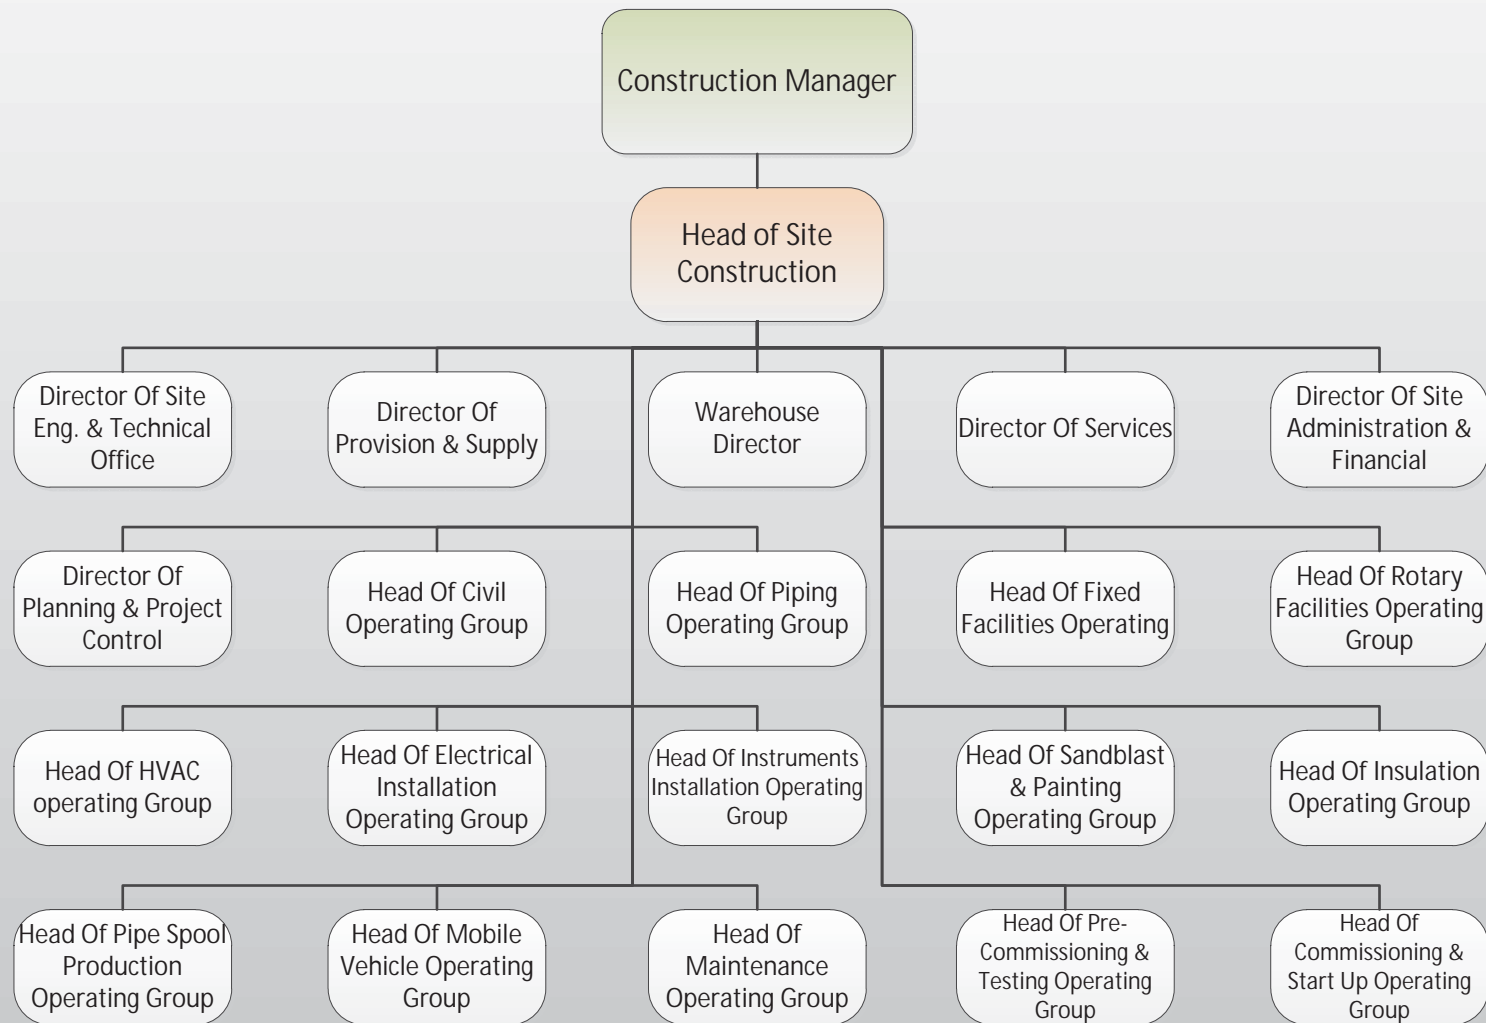 Construction Manager
Head of Site
Construction
Director Of Site
Eng. & Technical
Office
Director Of
Provision & Supply
Warehouse
Director
Director Of Services
Director Of Site
Administration &
Financial
Director Of
Planning & Project
Control
Head Of Civil
Operating Group
Head Of Piping
Operating Group
Head Of Fixed
Facilities Operating
Head Of Rotary
Facilities Operating
Group
Head Of HVAC
operating Group
Head Of Electrical
Installation
Operating Group
Head Of Instruments
Installation Operating
Group
Head Of Sandblast
& Painting
Operating Group
Head Of Insulation
Operating Group
Head Of Pipe Spool
Production
Operating Group
Head Of Mobile
Vehicle Operating
Group
Head Of
Maintenance
Operating Group
Head Of Pre-
Commissioning &
Testing Operating
Group
Head Of
Commissioning &
Start Up Operating
Group